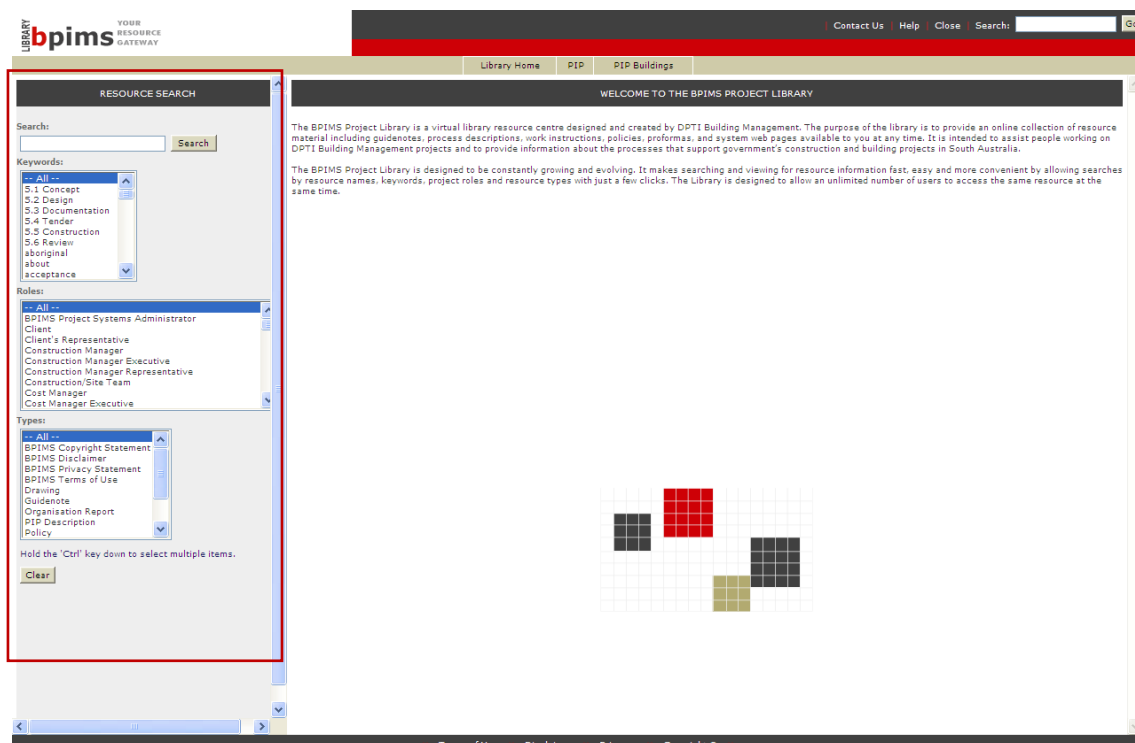 LIBRARY
bpims
YOUR
RESOURCE
GATEWAY
Contact Us | Help | Close | Search:
Library Home
PIP
PIP Buildings
RESOURCE SEARCH
Search:
Search
Keywords:
-- All --
5.1 Concept
5.2 Design
5.3 Documentation
5.4 Tender
5.5 Construction
5.6 Review
aboriginal
about
acceptance
Roles:
-- All --
BPIMS Project Systems Administrator
Client
Client's Representative
Construction Manager
Construction Manager Executive
Construction Manager Representative
Construction/Site Team
Cost Manager
Cost Manager Executive
Types:
-- All --
BPIMS Copyright Statement
BPIMS Disclaimer
BPIMS Privacy Statement
BPIMS Terms of Use
Drawing
Guidenote
Organisation Report
PIP Description
Policy
Hold the 'Ctrl' key down to select multiple items.
Clear
WELCOME TO THE BPIMS PROJECT LIBRARY
The BPIMS Project Library is a virtual library resource centre designed and created by DPTI Building Management. The purpose of the library is to provide an online collection of resource
material including guidenotes, process descriptions, work instructions, policies, proformas, and system web pages available to you at any time. It is intended to assist people working on
DPTI Building Management projects and to provide information about the processes that support government's construction and building projects in South Australia.
The BPIMS Project Library is designed to be constantly growing and evolving. It makes searching and viewing for resource information fast, easy and more convenient by allowing searches
by resource names, keywords, project roles and resource types with just a few clicks. The Library is designed to allow an unlimited number of users to access the same resource at the
same time.